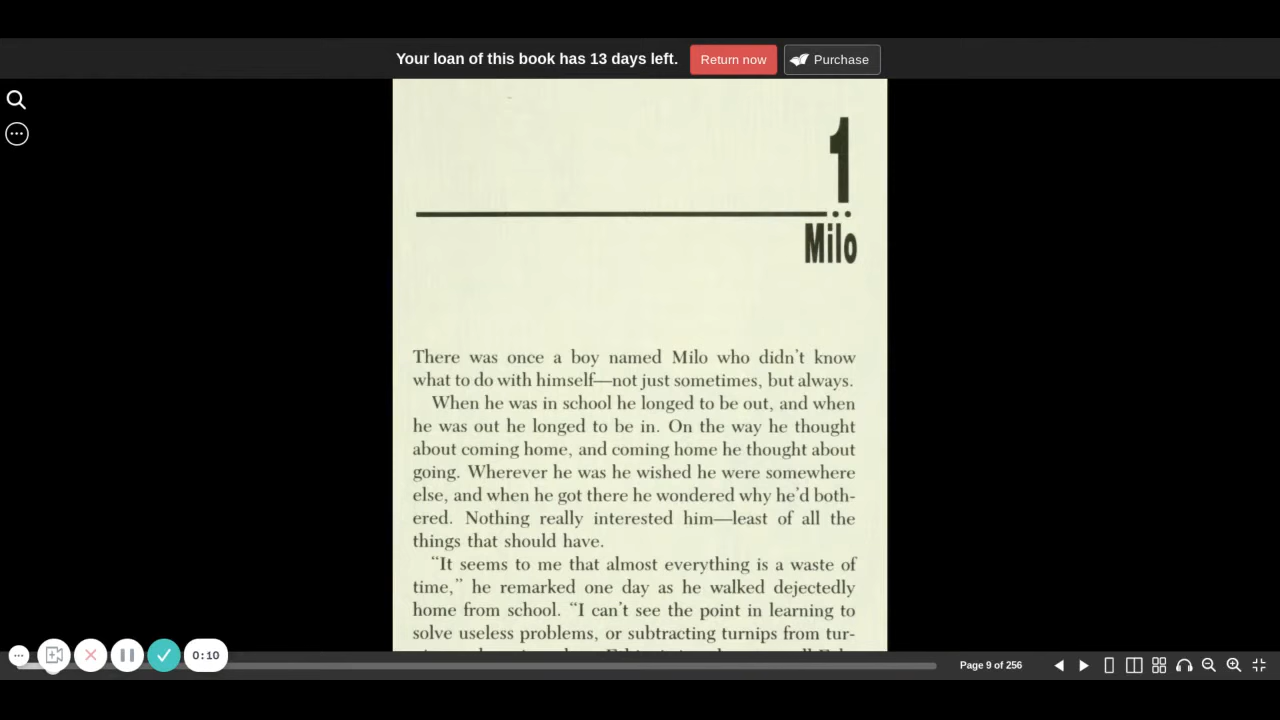 Your loan of this book has 13 days left. Return now Purchase
1
Milo
There was once a boy named Milo who didn't know
what to do with himself—not just sometimes, but always.
When he was in school he longed to be out, and when
he was out he longed to be in. On the way he thought
about coming home, and coming home he thought about
going. Wherever he was he wished he were somewhere
else, and when he got there he wondered why he'd both-
ered. Nothing really interested him—least of all the
things that should have.
"It seems to me that almost everything is a waste of
time," he remarked one day as he walked dejectedly
home from school. "I can't see the point in learning to
solve useless problems, or subtracting turnips from tur-
0:10
Page 9 of 256